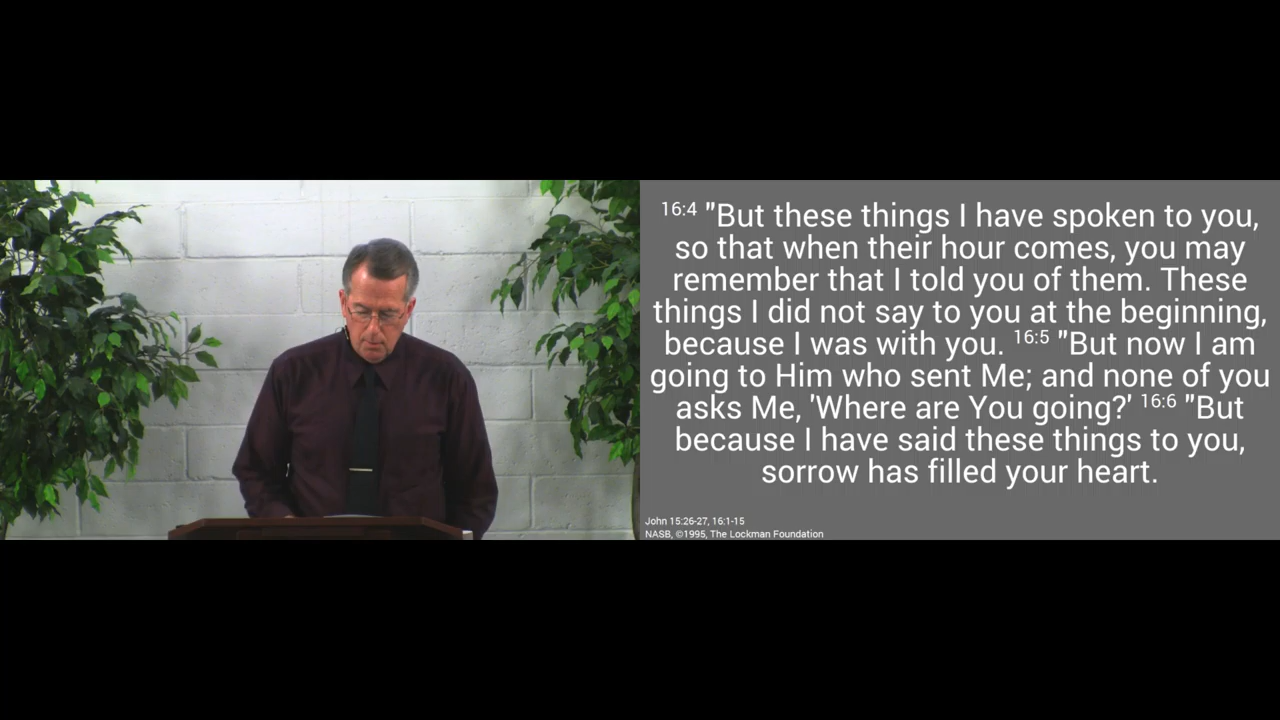 16:4 "But these things I have spoken to you,
so that when their hour comes, you may
remember that I told you of them. These
things I did not say to you at the beginning,
because I was with you. 16:5 "But now I am
going to Him who sent Me; and none of you
asks Me, 'Where are You going?' 16:6 "But
because I have said these things to you,
sorrow has filled your heart.
John 15:26-27, 16:1-15
NASB, ©1995, The Lockman Foundation